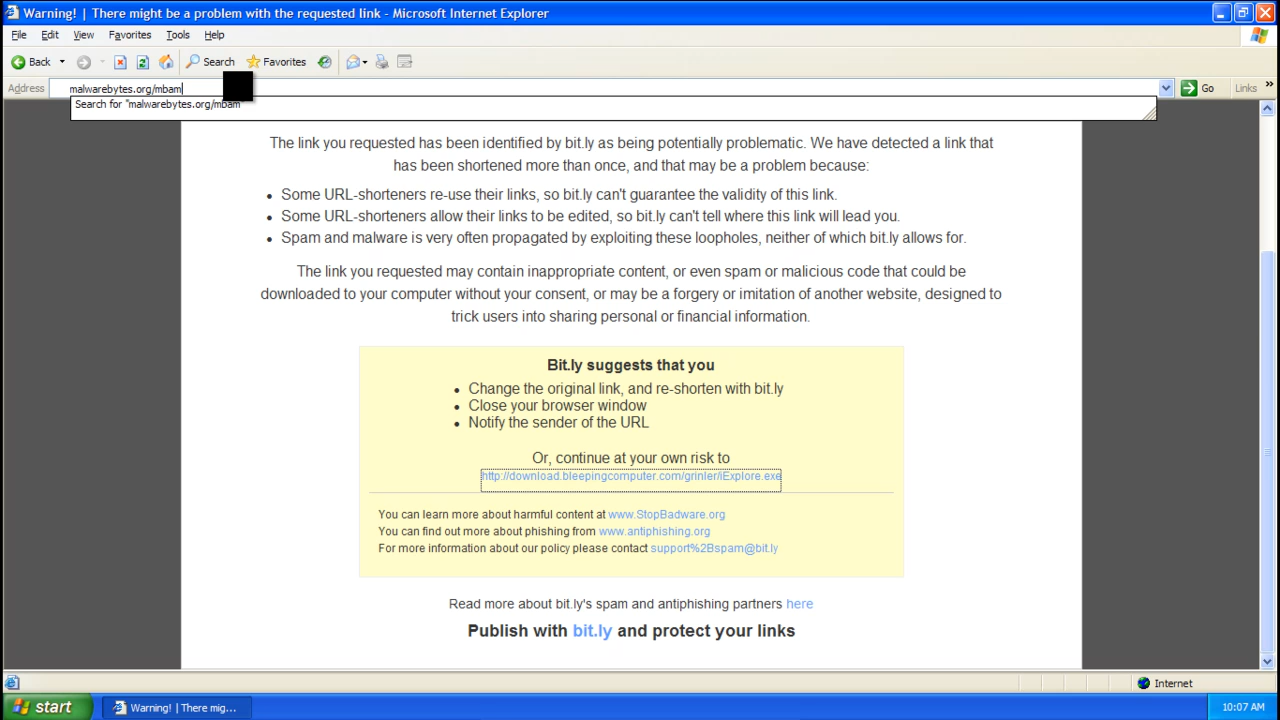 Warning! | There might be a problem with the requested link - Microsoft Internet Explorer
File Edit View Favorites Tools Help
Back Search Favorites
Address malwarebytes.org/mbam Go Links »
Search for "malwarebytes.org/mbam"
The link you requested has been identified by bit.ly as being potentially problematic. We have detected a link that
has been shortened more than once, and that may be a problem because:
• Some URL-shorteners re-use their links, so bit.ly can't guarantee the validity of this link.
• Some URL-shorteners allow their links to be edited, so bit.ly can't tell where this link will lead you.
• Spam and malware is very often propagated by exploiting these loopholes, neither of which bit.ly allows for.
The link you requested may contain inappropriate content, or even spam or malicious code that could be
downloaded to your computer without your consent, or may be a forgery or imitation of another website, designed to
trick users into sharing personal or financial information.
Bit.ly suggests that you
• Change the original link, and re-shorten with bit.ly
• Close your browser window
• Notify the sender of the URL
Or, continue at your own risk to
http://download.bleepingcomputer.com/grinler/iExplore.exe
You can learn more about harmful content at www.StopBadware.org
You can find out more about phishing from www.antiphishing.org
For more information about our policy please contact support%2Bspam@bit.ly
Read more about bit.ly's spam and antiphishing partners here
Publish with bit.ly and protect your links
Internet
start Warning! | There mig... 10:07 AM